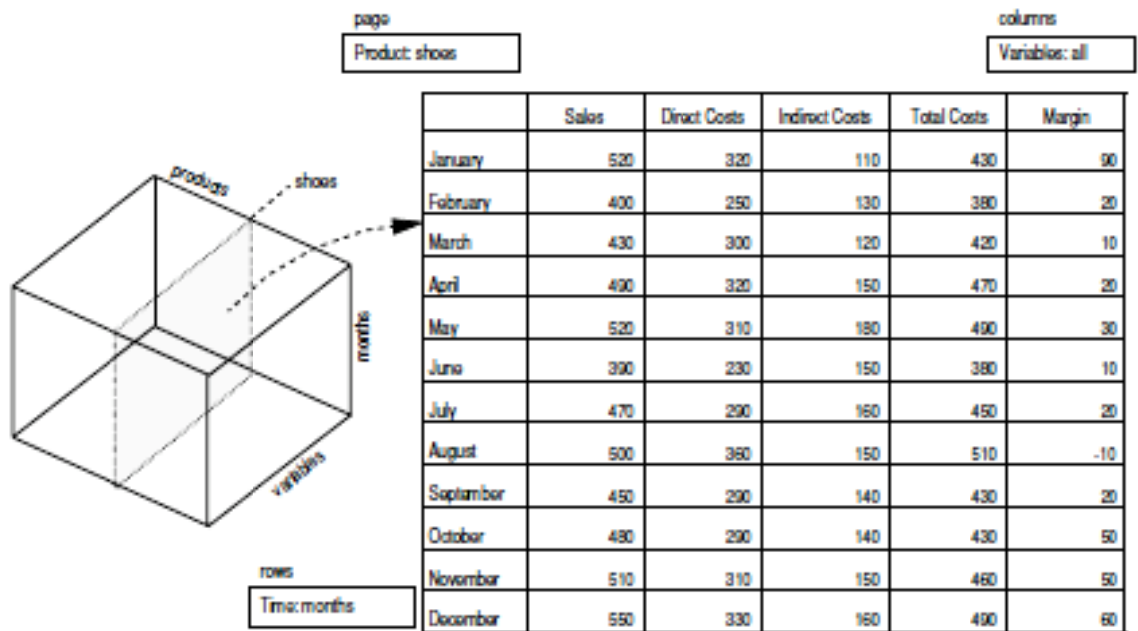 page
columns
Product: shoes
Variables: all
Sales Direct Costs Indirect Costs Total Costs Margin
January 520 320 110 430 90
February 400 250 130 380 20
March 430 300 120 420 10
April 490 320 150 470 20
May 520 310 180 490 30
June 390 230 150 380 10
July 470 290 160 450 20
August 500 360 150 510 -10
September 450 290 140 430 20
October 480 290 140 430 50
November 510 310 150 460 50
December 550 330 160 490 60
products
shoes
months
variables
rows
Time: months